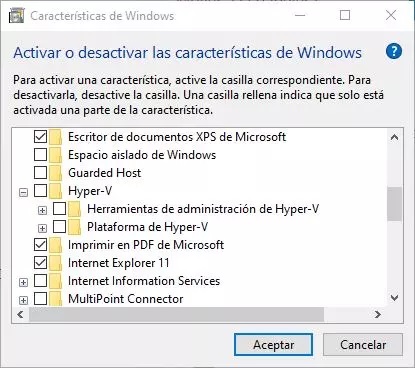 Características de Windows
Activar o desactivar las características de Windows
Para activar una característica, active la casilla correspondiente. Para
desactivarla, desactive la casilla. Una casilla rellena indica que solo está
activada una parte de la característica.
Escritor de documentos XPS de Microsoft
Espacio aislado de Windows
Guarded Host
Hyper-V
Herramientas de administración de Hyper-V
Plataforma de Hyper-V
Imprimir en PDF de Microsoft
Internet Explorer 11
Internet Information Services
MultiPoint Connector
Aceptar
Cancelar